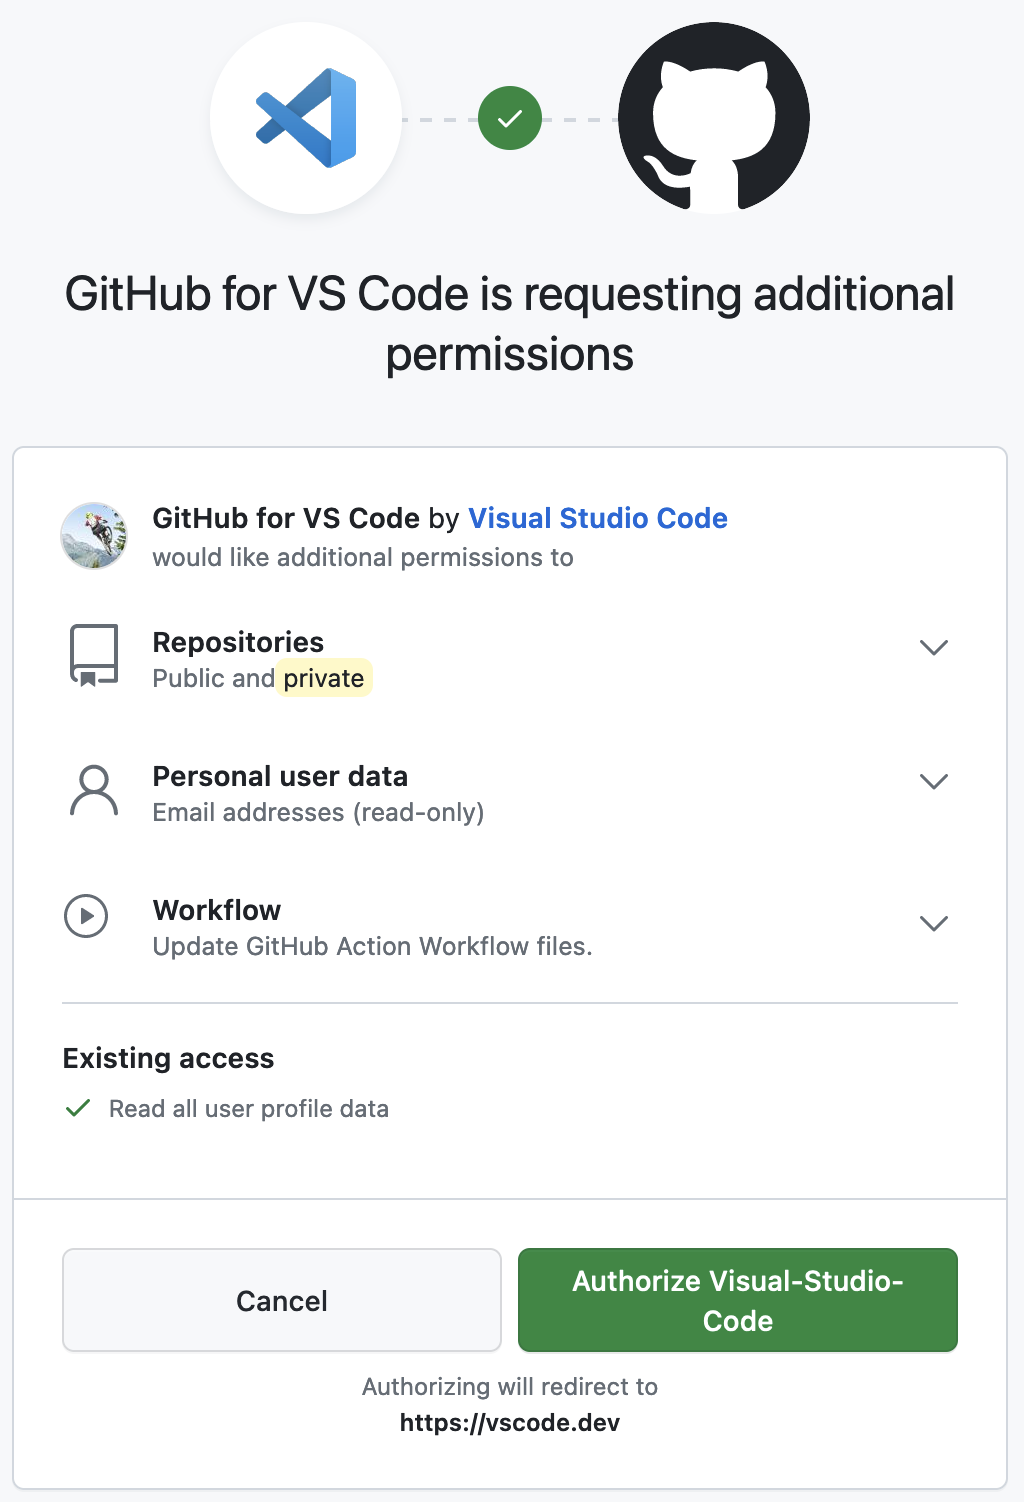 GitHub for VS Code is requesting additional
permissions
GitHub for VS Code by Visual Studio Code
would like additional permissions to
Repositories
Public and private
Personal user data
Email addresses (read-only)
Workflow
Update GitHub Action Workflow files.
Existing access
Read all user profile data
Cancel
Authorize Visual-Studio-
Code
Authorizing will redirect to
https://vscode.dev